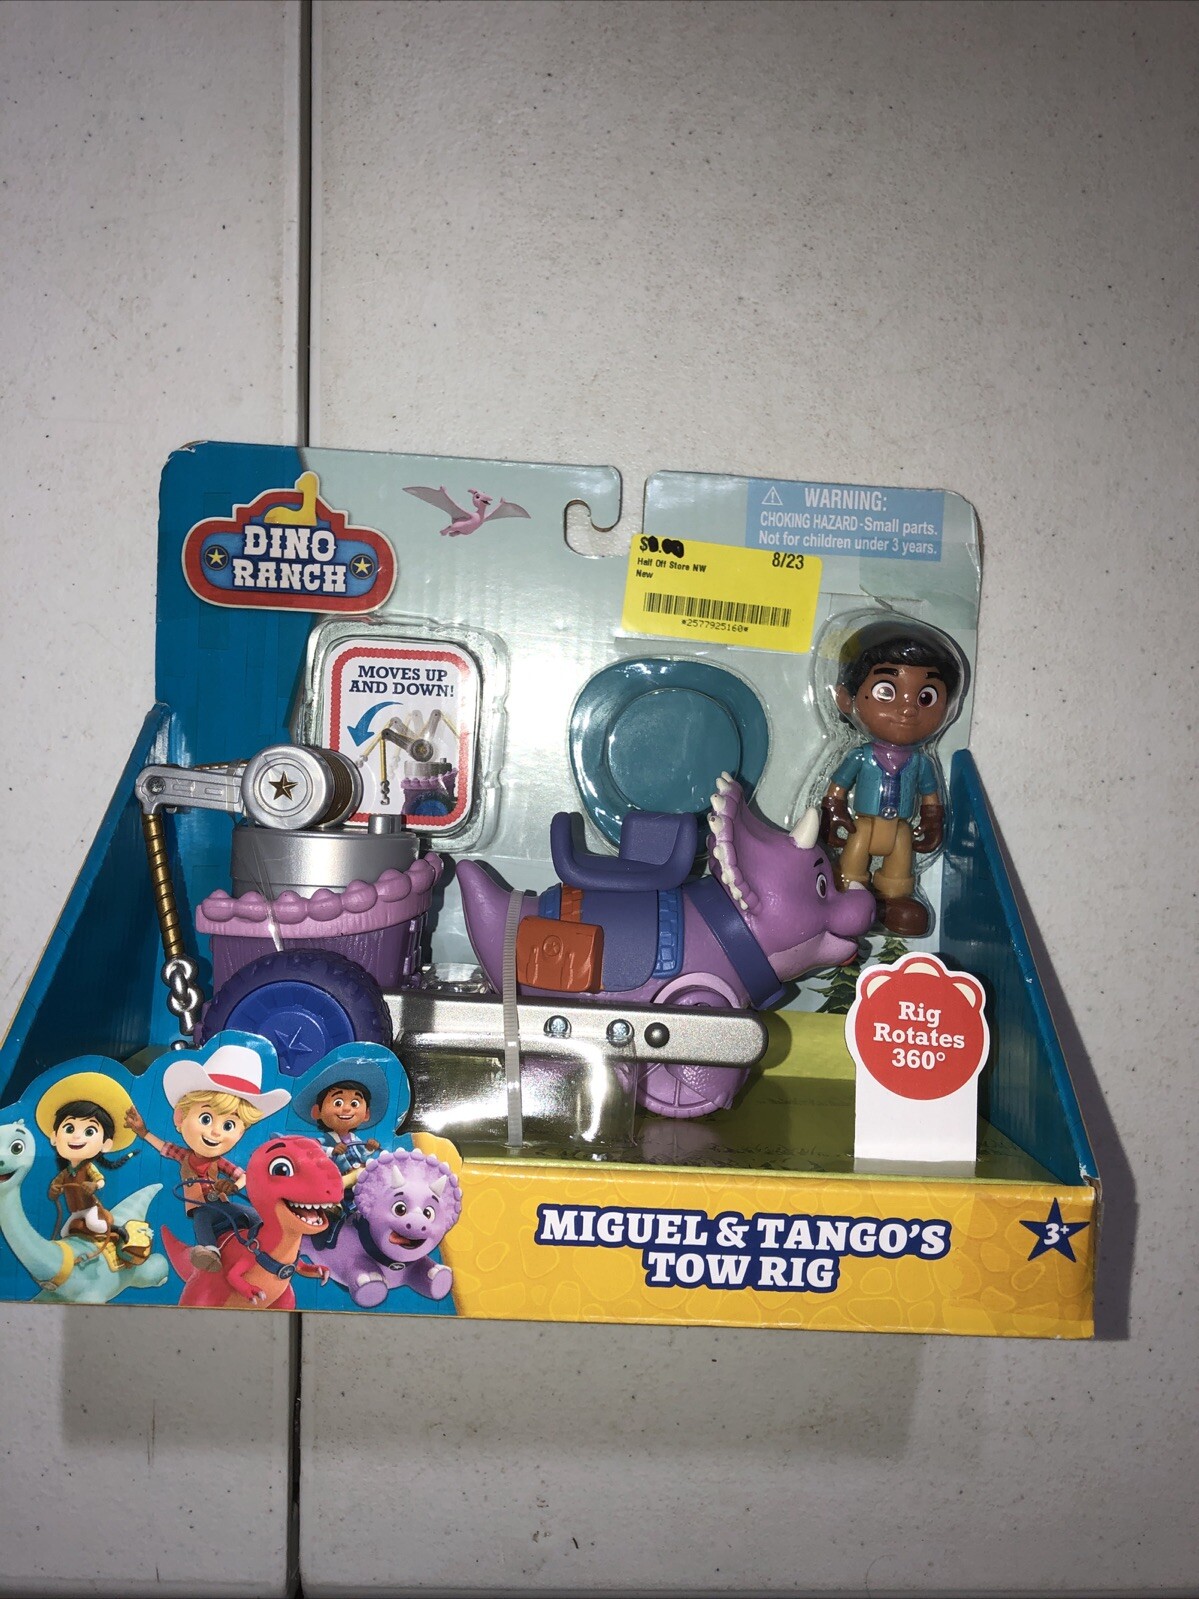 DINO
RANCH
WARNING:
CHOKING HAZARD-Small parts.
Not for children under 3 years.
8/23
Half Off Store NW
New
*2577925160*
MOVES UP
AND DOWN!
Rig
Rotates
360°
MIGUEL & TANGO'S
TOW RIG
3+